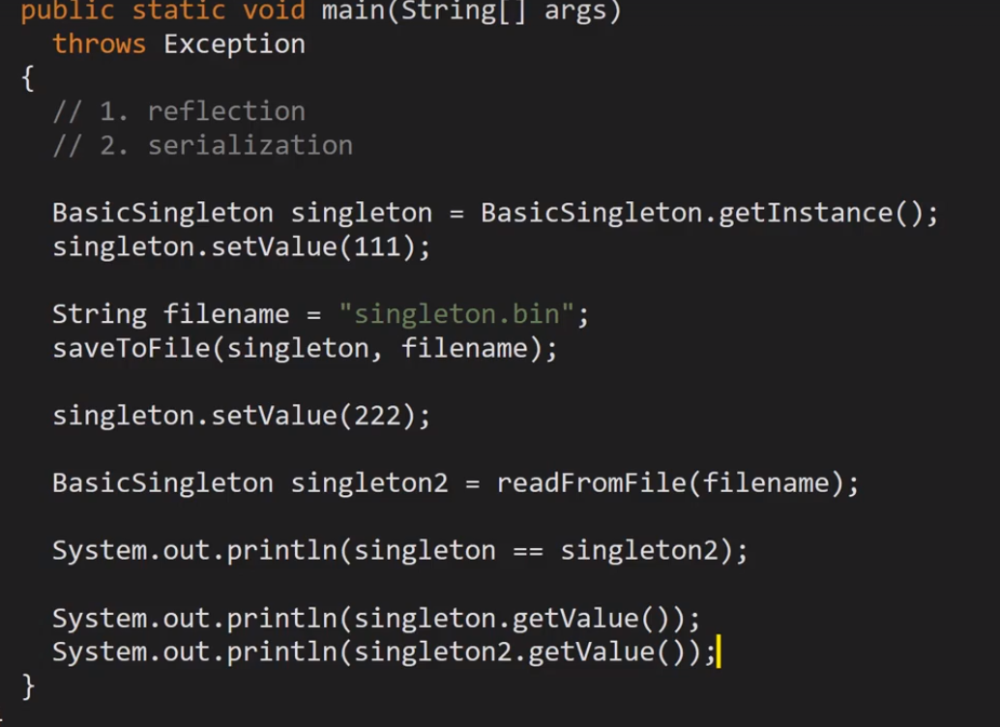 public static void main(String[] args)
throws Exception
{
// 1. reflection
// 2. serialization
BasicSingleton singleton = BasicSingleton.getInstance();
singleton.setValue(111);
String filename = "singleton.bin";
saveToFile(singleton, filename);
singleton.setValue(222);
BasicSingleton singleton2 = readFromFile(filename);
System.out.println(singleton == singleton2);
System.out.println(singleton.getValue());
System.out.println(singleton2.getValue());
}